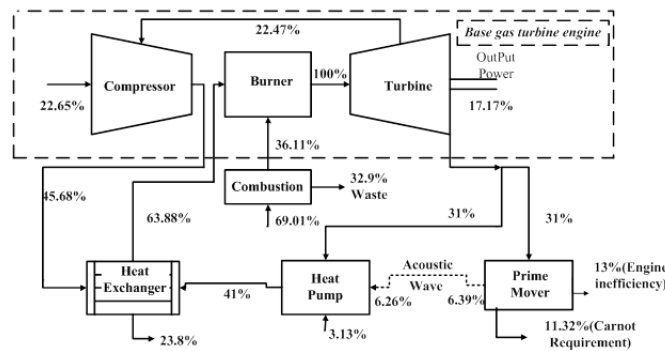 22.47%
Base gas turbine engine
Compressor
Burner
100%
Turbine
OutPut
Power
22.65%
17.17%
36.11%
45.68%
63.88%
Combustion
32.9%
Waste
69.01%
31%
31%
Heat
Exchanger
41%
Heat
Pump
Acoustic
Wave
6.26%
6.39%
Prime
Mover
13%(Engine
inefficiency)
3.13%
23.8%
11.32%(Carnot
Requirement)